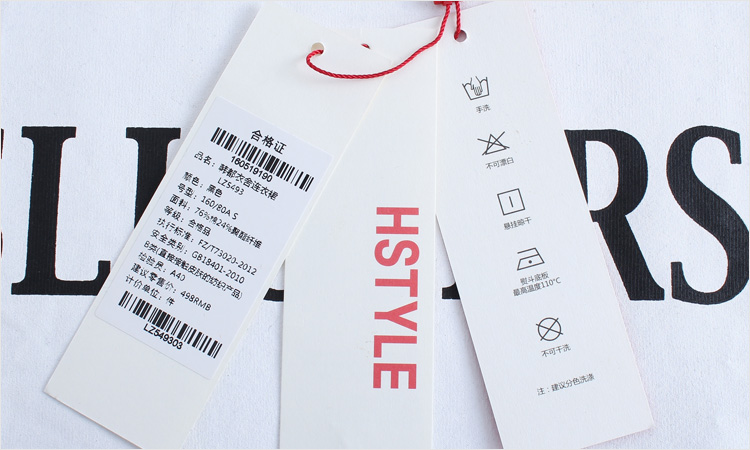 合格证
160519190
品名：韩都衣舍连衣裙
LZ5493
颜色：黑色
号型：160/80A S
面料：76%棉24%聚酯纤维
等级：合格品
执行标准：FZ/T73020-2012
安全类别：GB18401-2010
B类(直接接触皮肤的纺织产品)
检验员：A43
建议零售价：498RMB
计价单位：件
LZ549303
HSTYLE
手洗
不可漂白
悬挂晾干
熨斗底板
最高温度110°C
不可干洗
注：建议分色洗涤
RS